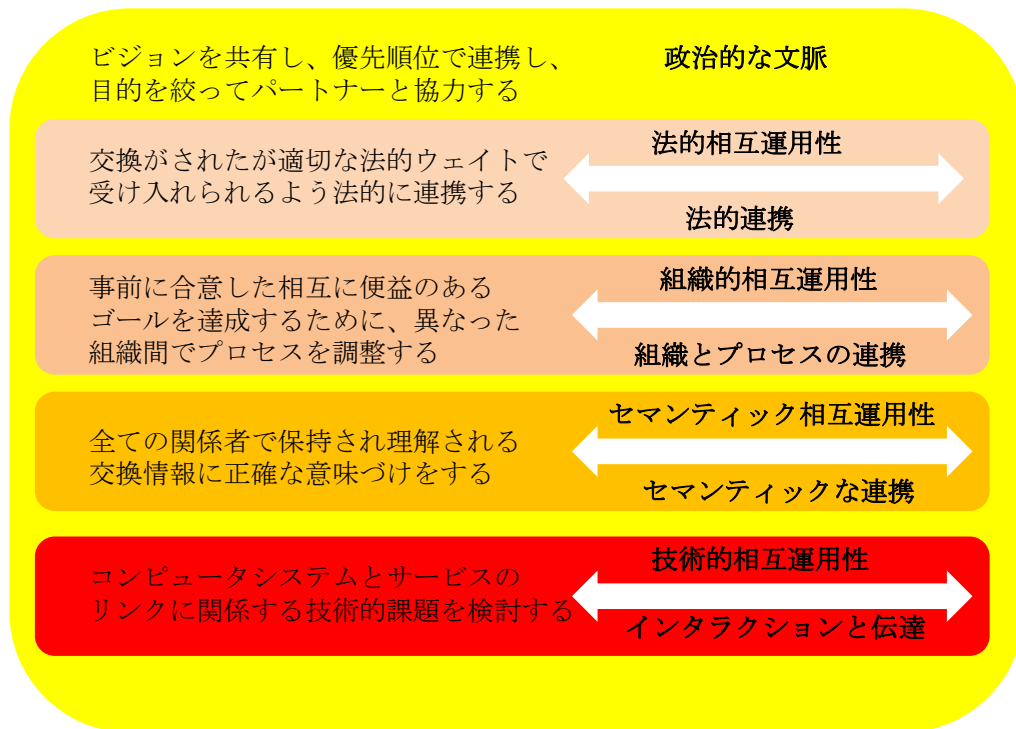 ビジョンを共有し、優先順位で連携し、
目的を絞ってパートナーと協力する
政治的な文脈
交換がされたが適切な法的ウェイトで
受け入れられるよう法的に連携する
法的相互運用性
法的連携
事前に合意した相互に便益のある
ゴールを達成するために、異なった
組織間でプロセスを調整する
組織的相互運用性
組織とプロセスの連携
全ての関係者で保持され理解される
交換情報に正確な意味づけをする
セマンティック相互運用性
セマンティックな連携
コンピュータシステムとサービスの
リンクに関係する技術的課題を検討する
技術的相互運用性
インタラクションと伝達